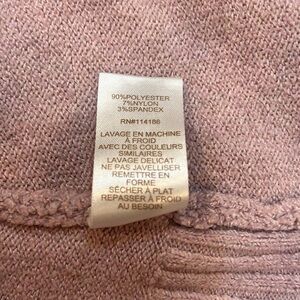 90%POLYESTER
7%NYLON
3%SPANDEX
RN#114186
LAVAGE EN MACHINE
À FROID
AVEC DES COULEURS
SIMILAIRES
LAVAGE DELICAT
NE PAS JAVELLISER
REMETTRE EN
FORME
SÉCHER À PLAT
REPASSER À FROID
AU BESOIN